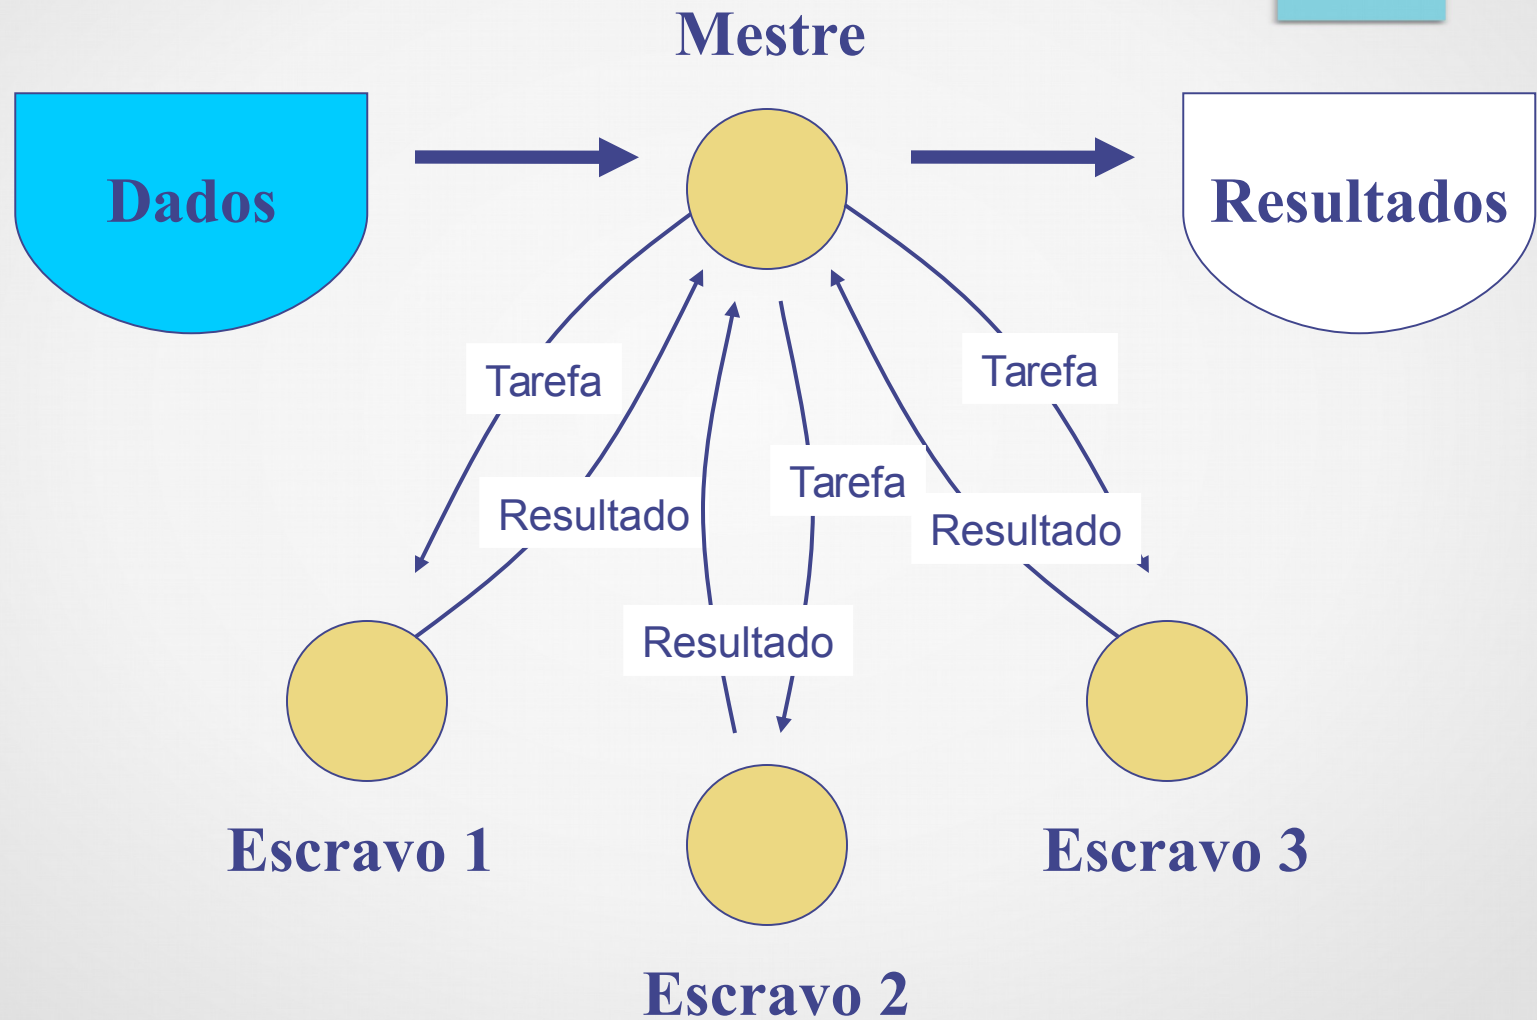 Mestre
Dados
Resultados
Tarefa
Tarefa
Tarefa
Resultado
Resultado
Resultado
Escravo 1
Escravo 3
Escravo 2